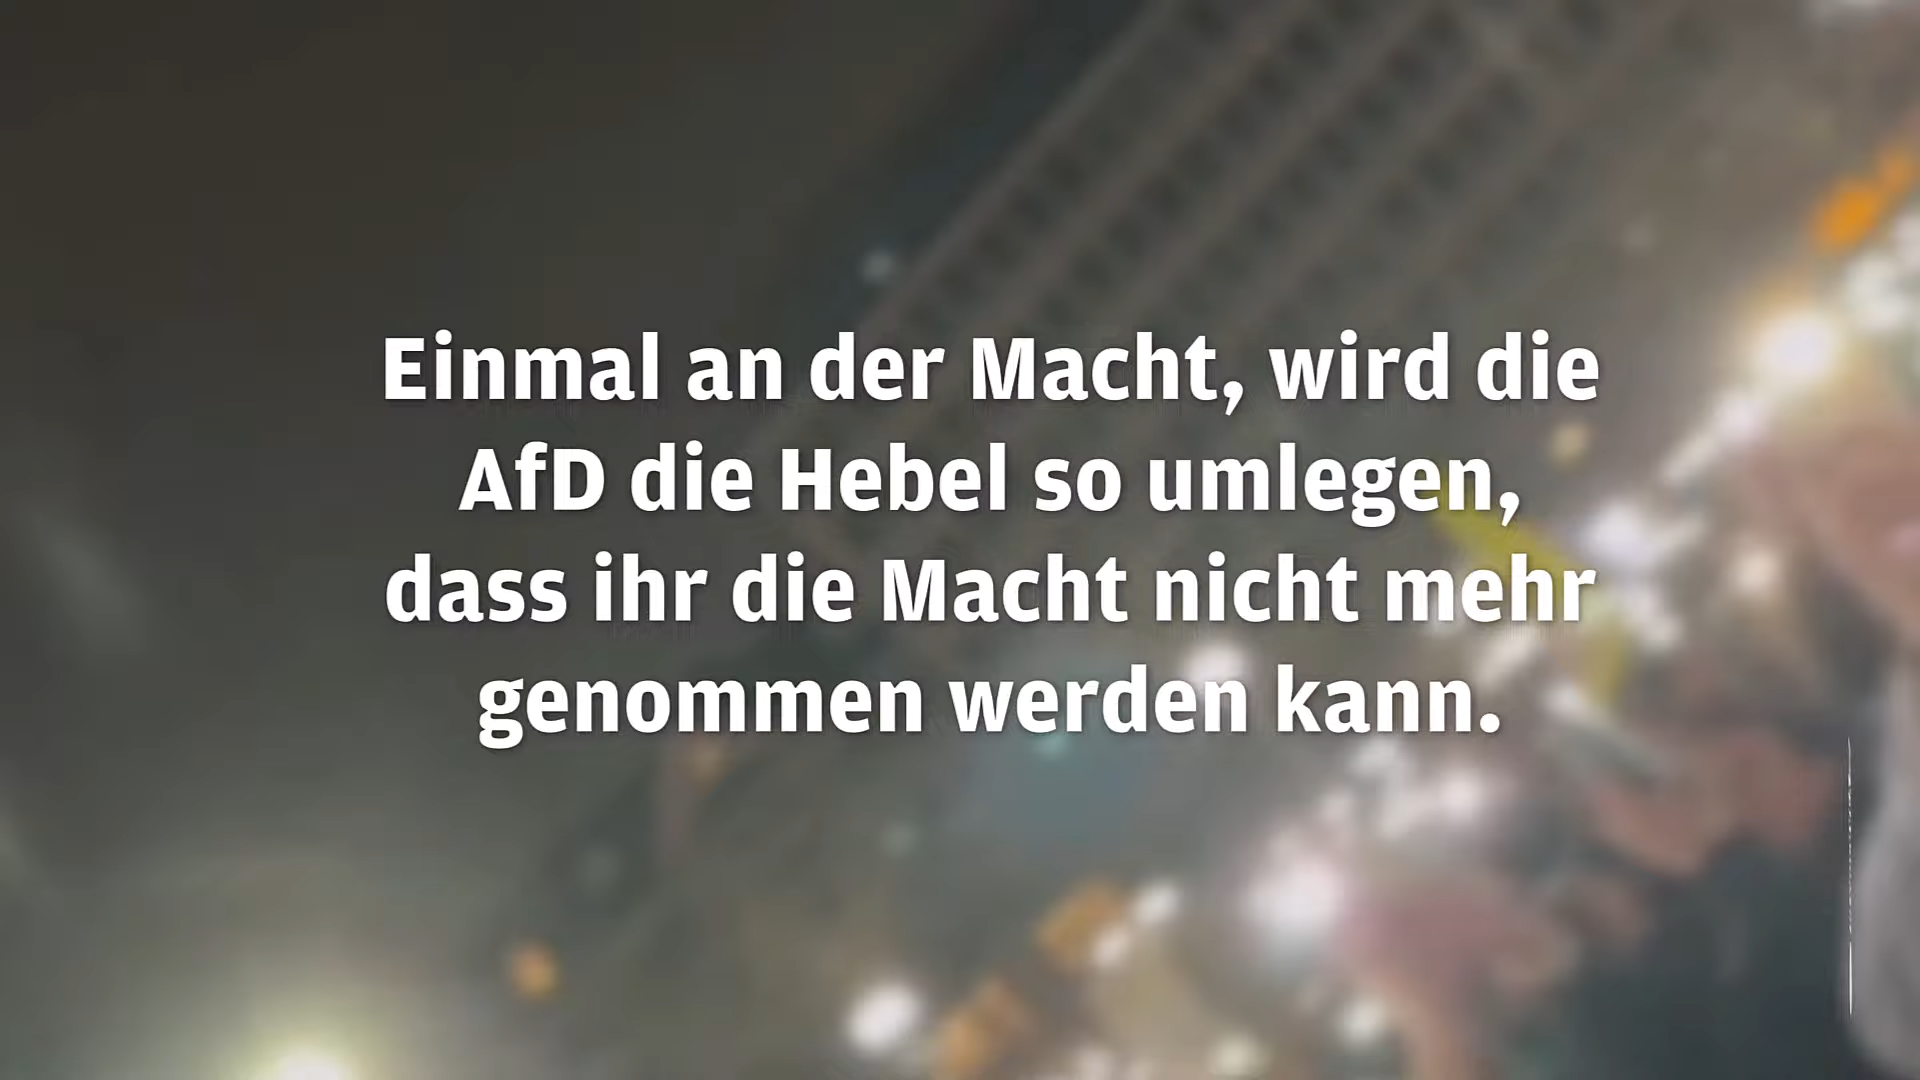 Einmal an der Macht, wird die
AfD die Hebel so umlegen,
dass ihr die Macht nicht mehr
genommen werden kann.